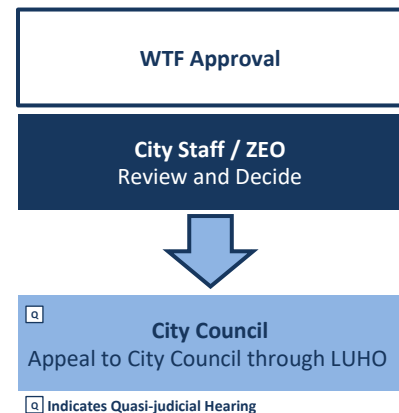 WTF Approval
City Staff / ZEO
Review and Decide
Q
City Council
Appeal to City Council through LUHO
Q Indicates Quasi-judicial Hearing